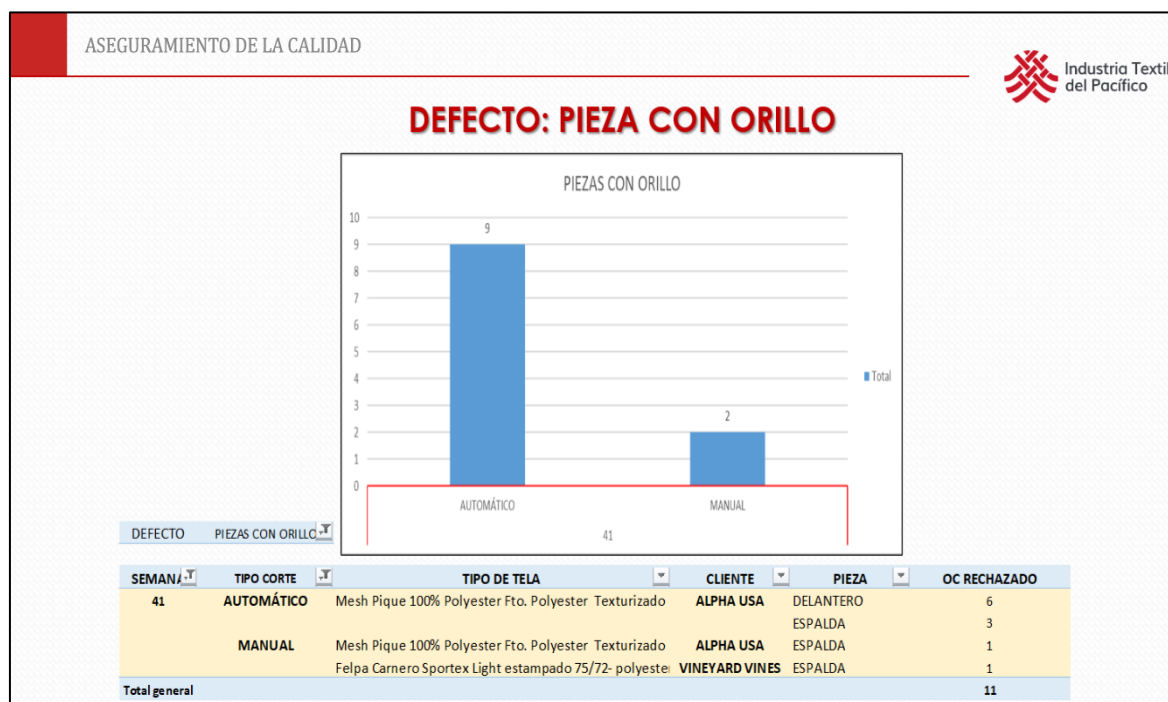 ASEGURAMIENTO DE LA CALIDAD
Industria Textil
del Pacífico
DEFECTO: PIEZA CON ORILLO
PIEZAS CON ORILLO
10
9
8
7
6
5
4
3
2
1
0
9
2
Total
AUTOMÁTICO MANUAL
41
DEFECTO PIEZAS CON ORILLO
SEMANA TIPO CORTE TIPO DE TELA CLIENTE PIEZA OC RECHAZADO
41 AUTOMÁTICO Mesh Pique 100% Polyester Fto. Polyester Texturizado ALPHA USA DELANTERO 6
ESPALDA 3
MANUAL Mesh Pique 100% Polyester Fto. Polyester Texturizado ALPHA USA ESPALDA 1
Felpa Carnero Sportex Light estampado 75/72- polyester VINEYARD VINES ESPALDA 1
Total general 11